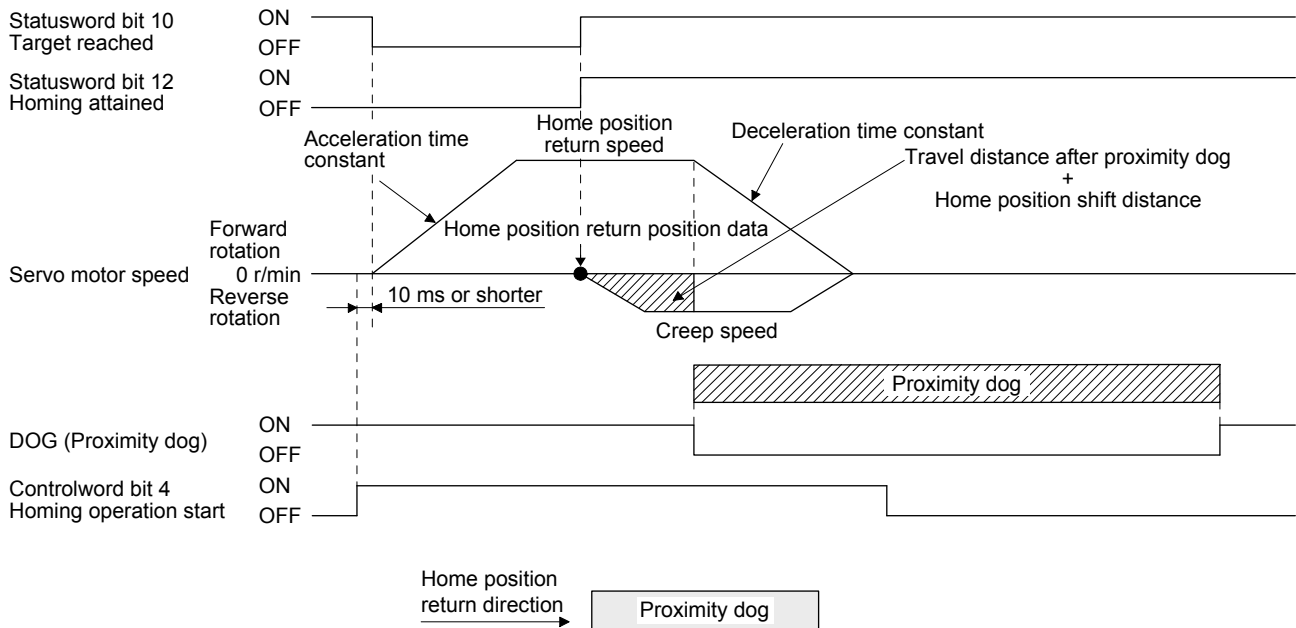 Statusword bit 10
Target reached
ON
OFF
Statusword bit 12
Homing attained
ON
OFF
Acceleration time
constant
Home position
return speed
Deceleration time constant
Travel distance after proximity dog
+
Home position shift distance
Home position return position data
Servo motor speed
Forward
rotation
0 r/min
Reverse
rotation
10 ms or shorter
Creep speed
Proximity dog
DOG (Proximity dog)
ON
OFF
Controlword bit 4
Homing operation start
ON
OFF
Home position
return direction
Proximity dog